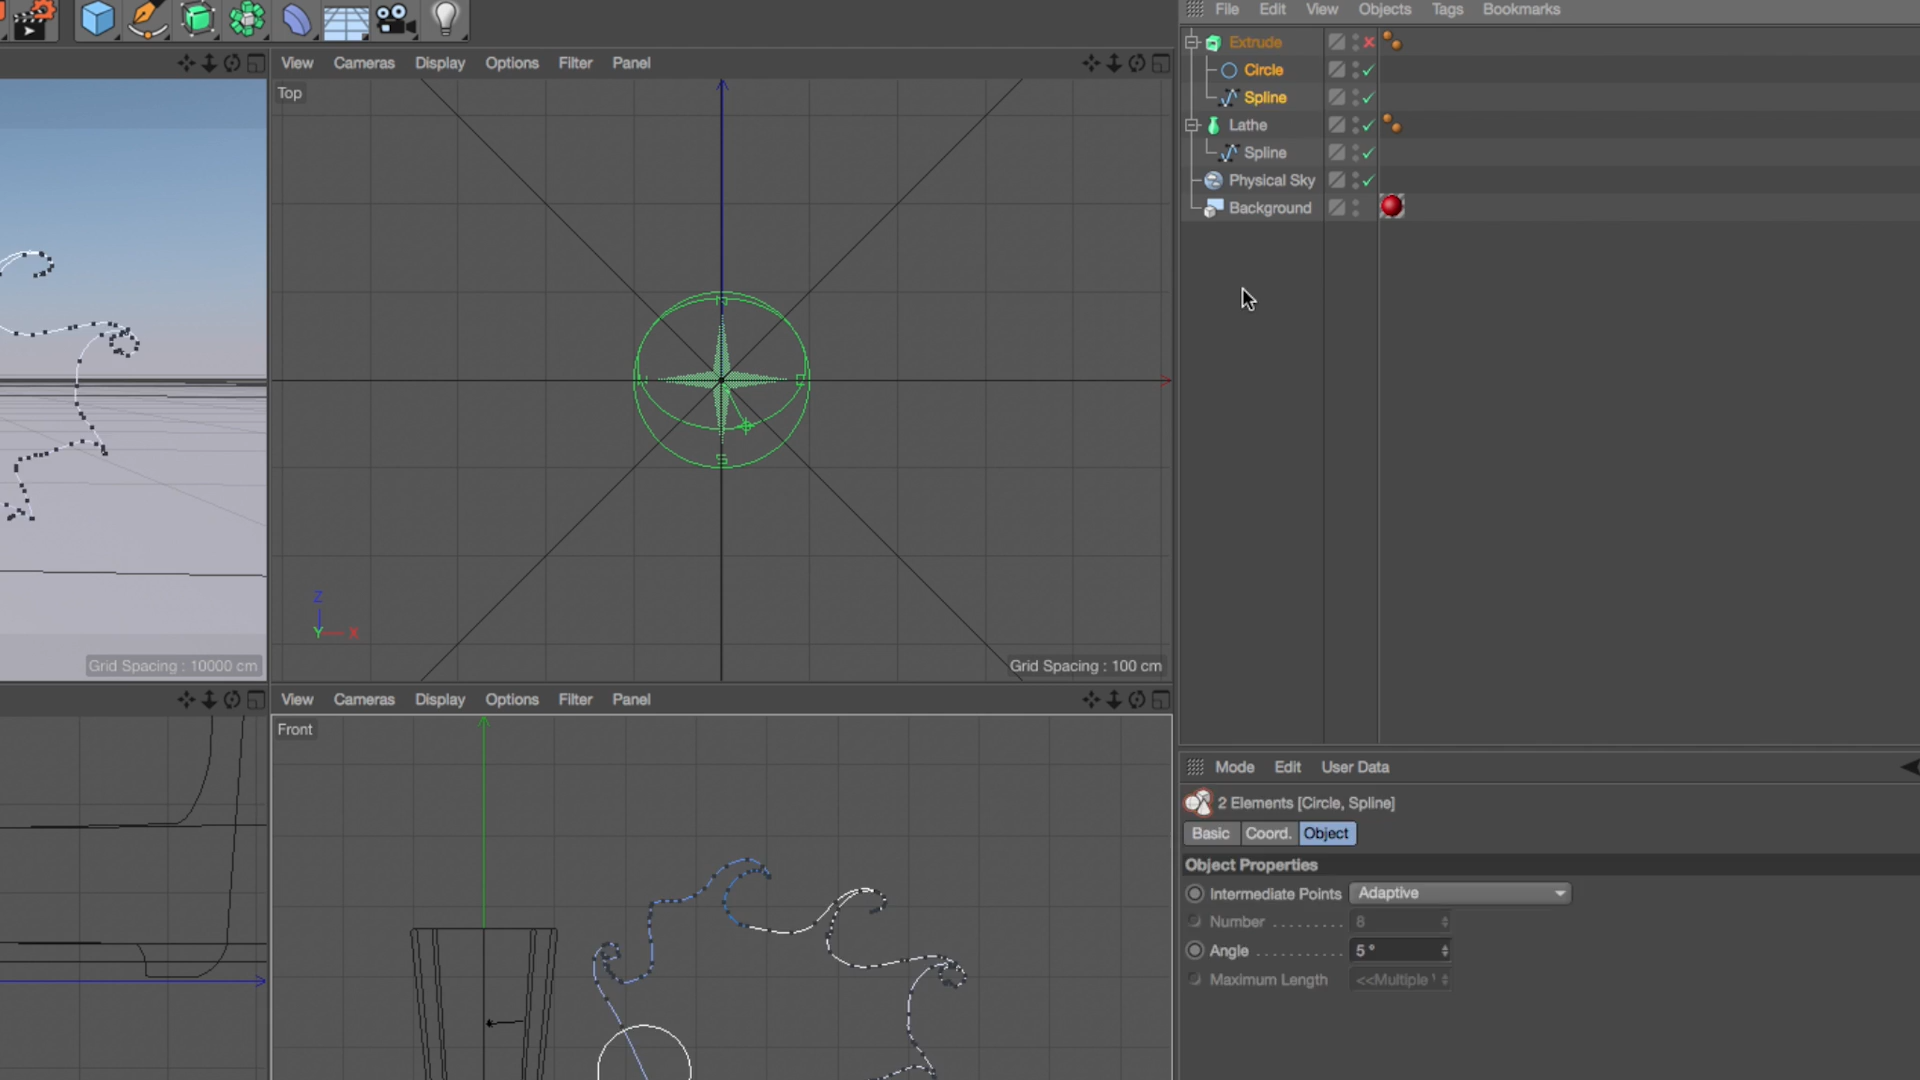 File Edit View Objects Tags Bookmarks
Extrude
Circle
Spline
Lathe
Spline
Physical Sky
Background
View Cameras Display Options Filter Panel
Top
N
W
S
Z
Y X
Grid Spacing : 10000 cm
Grid Spacing : 100 cm
View Cameras Display Options Filter Panel
Front
Mode Edit User Data
2 Elements [Circle, Spline]
Basic Coord. Object
Object Properties
Intermediate Points Adaptive
Number . . . . . . . . . 8
Angle . . . . . . . . . . . 5 °
Maximum Length <<Multiple